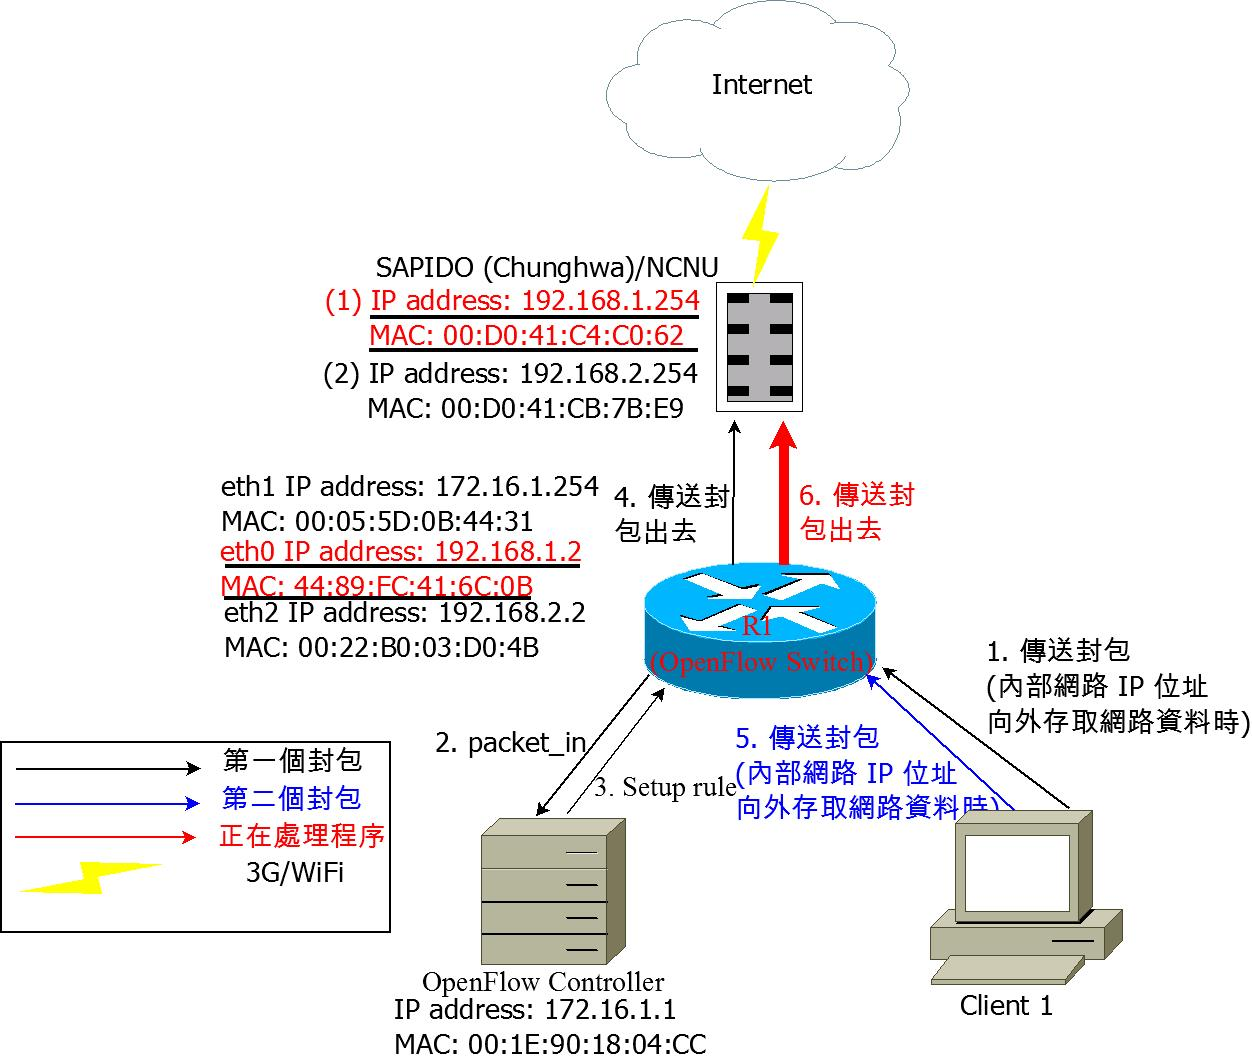 Internet
SAPIDO (Chunghwa)/NCNU
(1) IP address: 192.168.1.254
MAC: 00:D0:41:C4:C0:62
(2) IP address: 192.168.2.254
MAC: 00:D0:41:CB:7B:E9
eth1 IP address: 172.16.1.254
MAC: 00:05:5D:0B:44:31
eth0 IP address: 192.168.1.2
MAC: 44:89:FC:41:6C:0B
eth2 IP address: 192.168.2.2
MAC: 00:22:B0:03:D0:4B
4. 傳送封
包出去
6. 傳送封
包出去
R1
(OpenFlow Switch)
1. 傳送封包
(內部網路 IP 位址
向外存取網路資料時)
2. packet_in
3. Setup rule
5. 傳送封包
(內部網路 IP 位址
向外存取網路資料時)
第一個封包
第二個封包
正在處理程序
3G/WiFi
OpenFlow Controller
IP address: 172.16.1.1
MAC: 00:1E:90:18:04:CC
Client 1